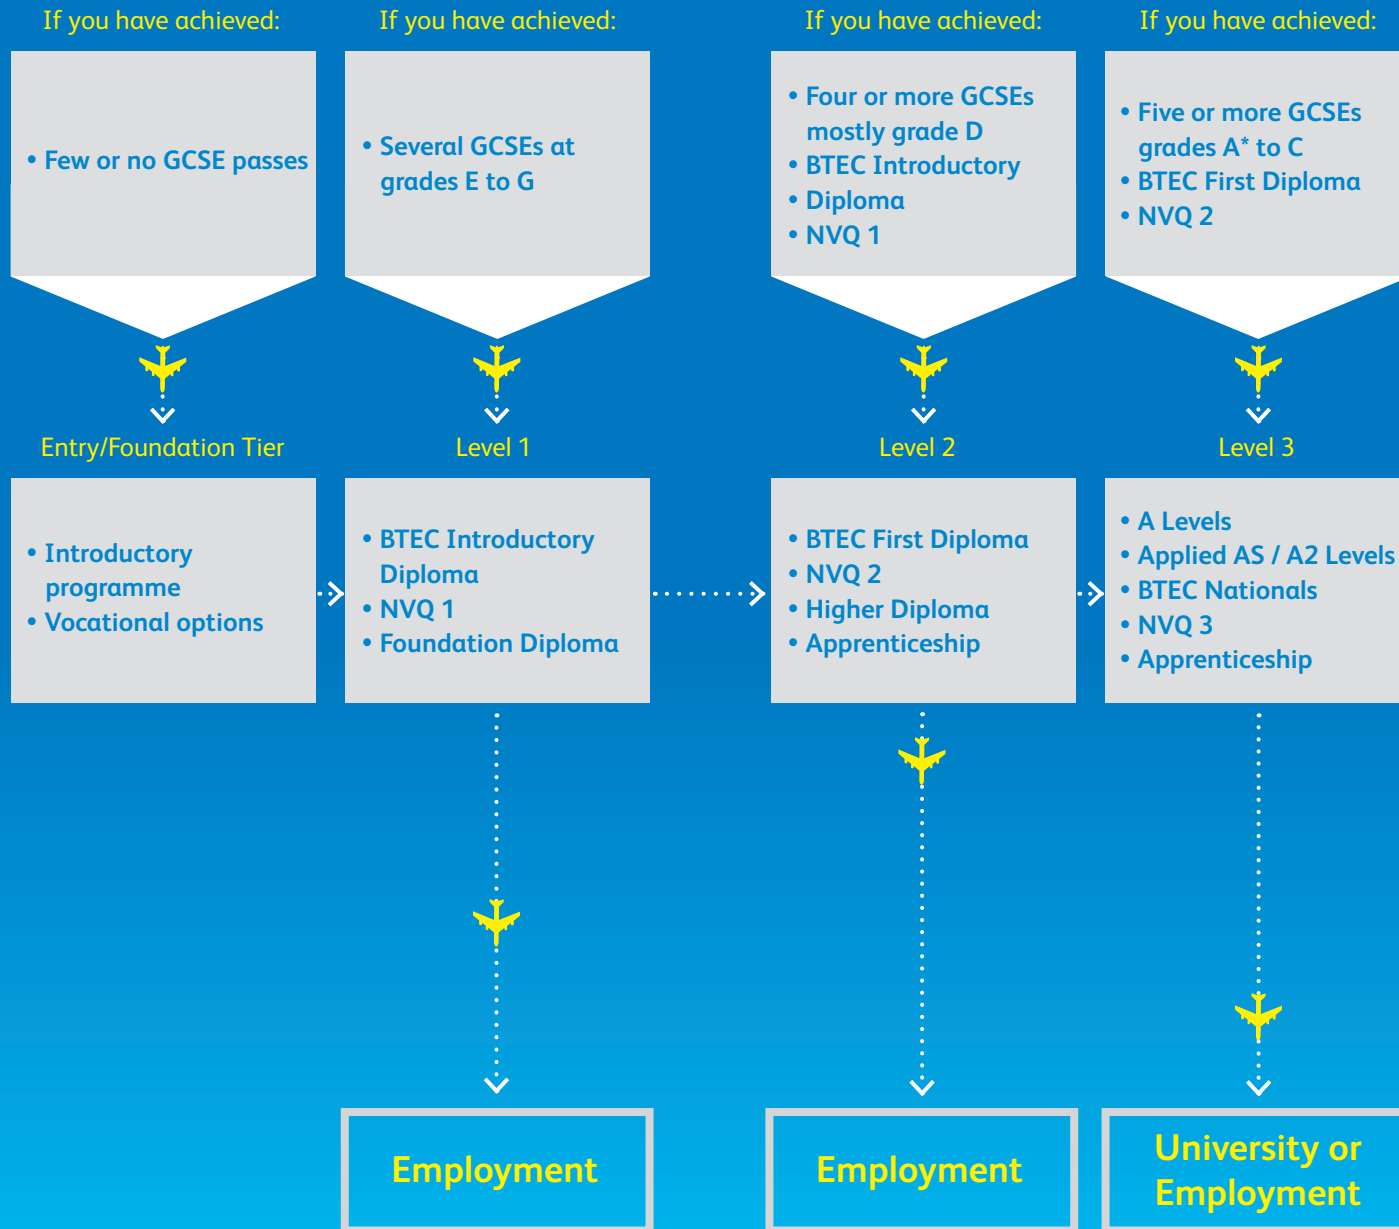 If you have achieved:
• Few or no GCSE passes
If you have achieved:
• Several GCSEs at
grades E to G
If you have achieved:
• Four or more GCSEs
mostly grade D
• BTEC Introductory
• Diploma
• NVQ 1
If you have achieved:
• Five or more GCSEs
grades A* to C
• BTEC First Diploma
• NVQ 2
Entry/Foundation Tier
• Introductory
programme
• Vocational options
Level 1
• BTEC Introductory
Diploma
• NVQ 1
• Foundation Diploma
Level 2
• BTEC First Diploma
• NVQ 2
• Higher Diploma
• Apprenticeship
Level 3
• A Levels
• Applied AS / A2 Levels
• BTEC Nationals
• NVQ 3
• Apprenticeship
Employment
Employment
University or
Employment